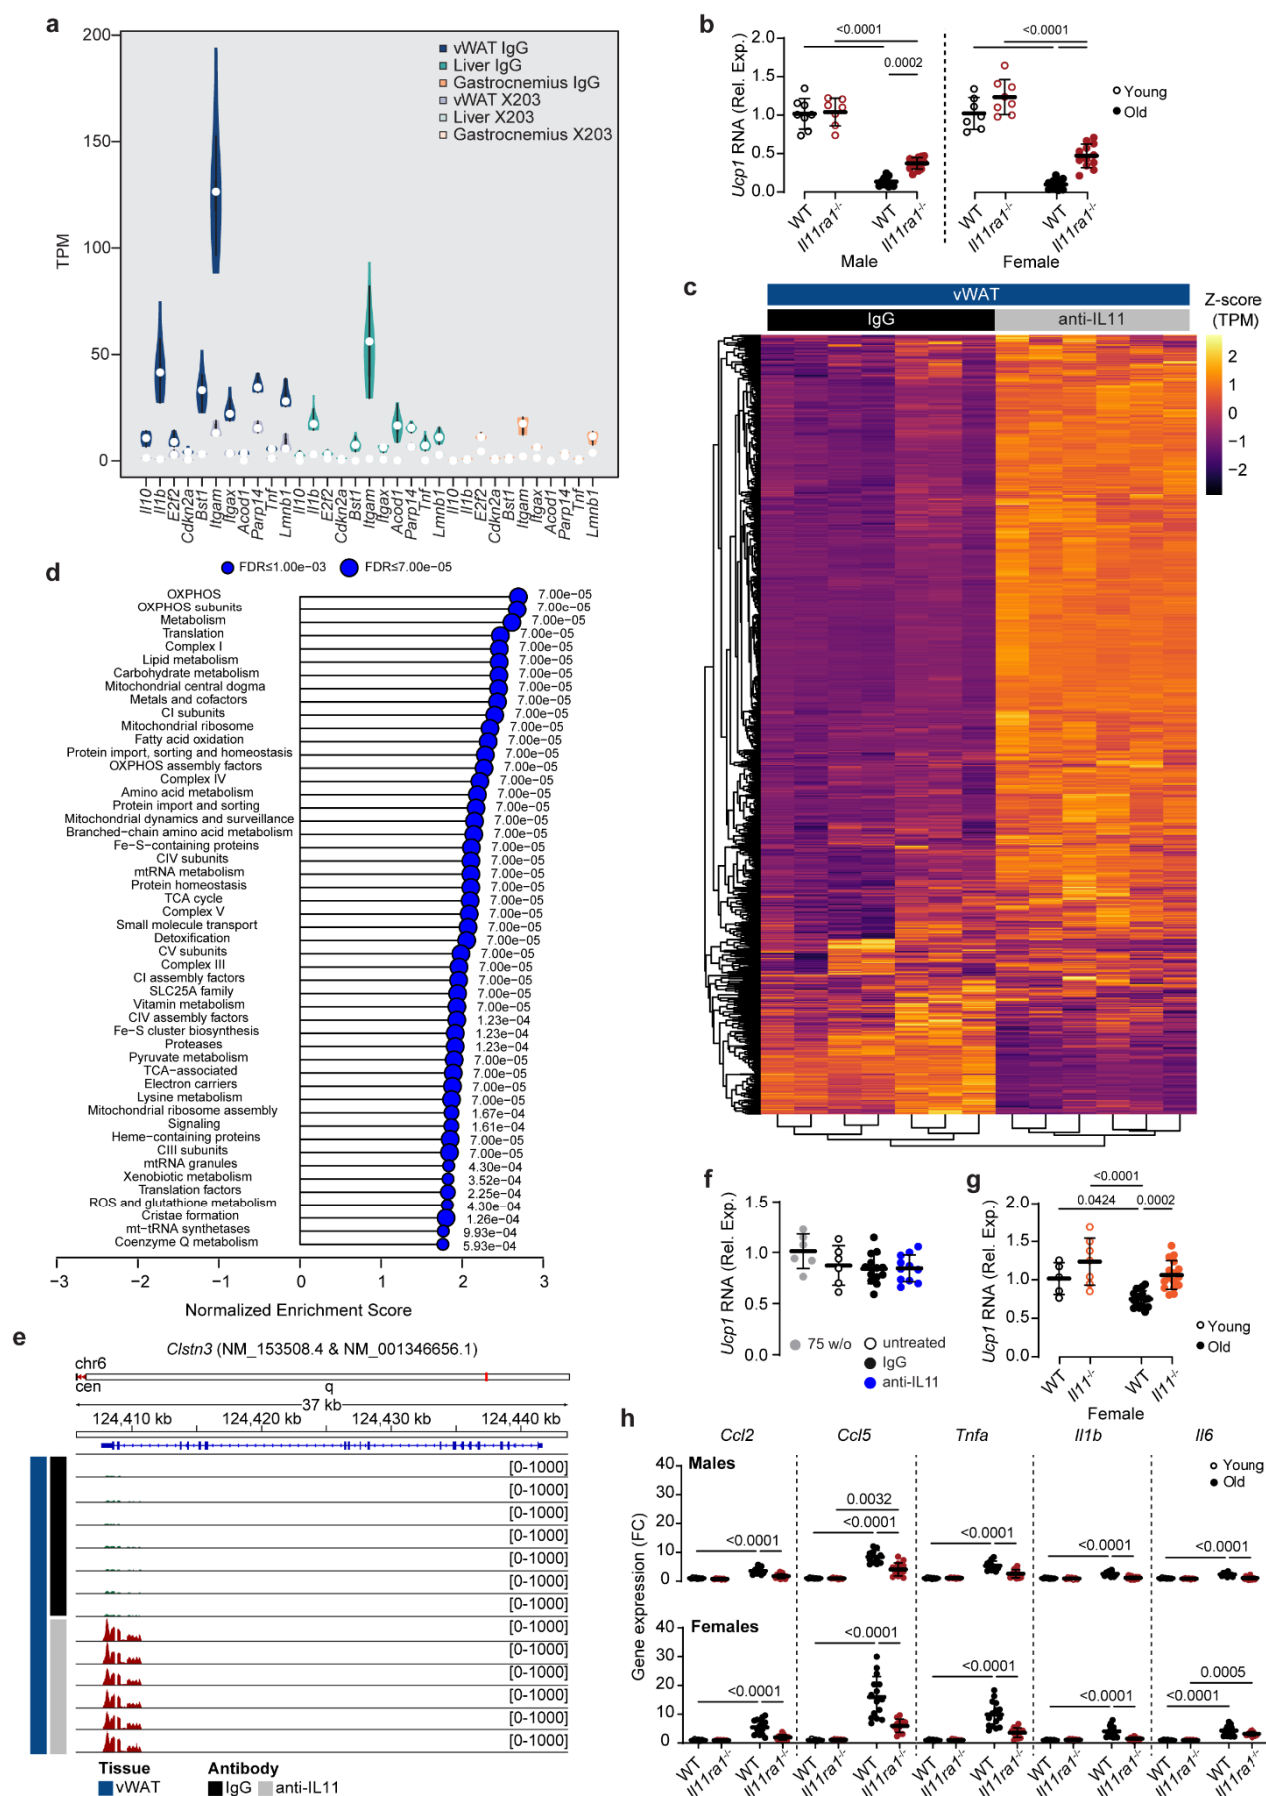 a
200
150
100
50
0
TPM
vWAT IgG
Liver IgG
Gastrocnemius IgG
vWAT X203
Liver X203
Gastrocnemius X203
Il10
Il1b
E2f2
Cdkn2a
Bst1
Itgam
Itgax
Acod1
Parp14
Tnf
Lmnb1
Il10
Il1b
E2f2
Cdkn2a
Bst1
Itgam
Itgax
Acod1
Parp14
Tnf
Lmnb1
Il10
Il1b
E2f2
Cdkn2a
Bst1
Itgam
Itgax
Acod1
Parp14
Tnf
Lmnb1
b
Ucp1 RNA (Rel. Exp.)
2.0
1.5
1.0
0.5
0.0
<0.0001
0.0002
<0.0001
Young
Old
WT
Il11ra1-/-
WT
Il11ra1-/-
WT
Il11ra1-/-
WT
Il11ra1-/-
Male
Female
c
vWAT
IgG
anti-IL11
Z-score
(TPM)
2
1
0
−1
−2
d
FDR≤1.00e−03
FDR≤7.00e−05
OXPHOS 7.00e−05
OXPHOS subunits 7.00e−05
Metabolism 7.00e−05
Translation 7.00e−05
Complex I 7.00e−05
Lipid metabolism 7.00e−05
Carbohydrate metabolism 7.00e−05
Mitochondrial central dogma 7.00e−05
Metals and cofactors 7.00e−05
CI subunits 7.00e−05
Mitochondrial ribosome 7.00e−05
Fatty acid oxidation 7.00e−05
Protein import, sorting and homeostasis 7.00e−05
OXPHOS assembly factors 7.00e−05
Complex IV 7.00e−05
Amino acid metabolism 7.00e−05
Protein import and sorting 7.00e−05
Mitochondrial dynamics and surveillance 7.00e−05
Branched−chain amino acid metabolism 7.00e−05
Fe−S−containing proteins 7.00e−05
CIV subunits 7.00e−05
mtRNA metabolism 7.00e−05
Protein homeostasis 7.00e−05
TCA cycle 7.00e−05
Complex V 7.00e−05
Small molecule transport 7.00e−05
Detoxification 7.00e−05
CV subunits 7.00e−05
Complex III 7.00e−05
CI assembly factors 7.00e−05
SLC25A family 7.00e−05
Vitamin metabolism 7.00e−05
CIV assembly factors 1.23e−04
Fe−S cluster biosynthesis 1.23e−04
Proteases 1.23e−04
Pyruvate metabolism 7.00e−05
TCA−associated 7.00e−05
Electron carriers 7.00e−05
Lysine metabolism 7.00e−05
Mitochondrial ribosome assembly 1.67e−04
Signaling 1.61e−04
Heme−containing proteins 7.00e−05
CIII subunits 7.00e−05
mtRNA granules 4.30e−04
Xenobiotic metabolism 3.52e−04
Translation factors 2.25e−04
ROS and glutathione metabolism 4.30e−04
Cristae formation 1.26e−04
mt−tRNA synthetases 9.93e−04
Coenzyme Q metabolism 5.93e−04
−3 −2 −1 0 1 2 3
Normalized Enrichment Score
e
Clstn3 (NM_153508.4 & NM_001346656.1)
chr6
cen
q
37 kb
124,410 kb 124,420 kb 124,430 kb 124,440 kb
[0-1000]
[0-1000]
[0-1000]
[0-1000]
[0-1000]
[0-1000]
[0-1000]
[0-1000]
[0-1000]
[0-1000]
[0-1000]
[0-1000]
[0-1000]
Tissue
vWAT
Antibody
IgG
anti-IL11
f
Ucp1 RNA (Rel. Exp.)
1.5
1.0
0.5
0.0
75 w/o
untreated
IgG
anti-IL11
g
Ucp1 RNA (Rel. Exp.)
2.0
1.5
1.0
0.5
0.0
<0.0001
0.0424
0.0002
Young
Old
WT
Il11-/-
WT
Il11-/-
Female
h
Ccl2 Ccl5 Tnfa Il1b Il6
Gene expression (FC)
Males
40
30
20
10
0
<0.0001
0.0032
<0.0001
<0.0001
<0.0001
<0.0001
Young
Old
Females
40
30
20
10
0
<0.0001
<0.0001
<0.0001
<0.0001
0.0005
<0.0001
WT
Il11ra1-/-
WT
Il11ra1-/-
WT
Il11ra1-/-
WT
Il11ra1-/-
WT
Il11ra1-/-
WT
Il11ra1-/-
WT
Il11ra1-/-
WT
Il11ra1-/-
WT
Il11ra1-/-
WT
Il11ra1-/-